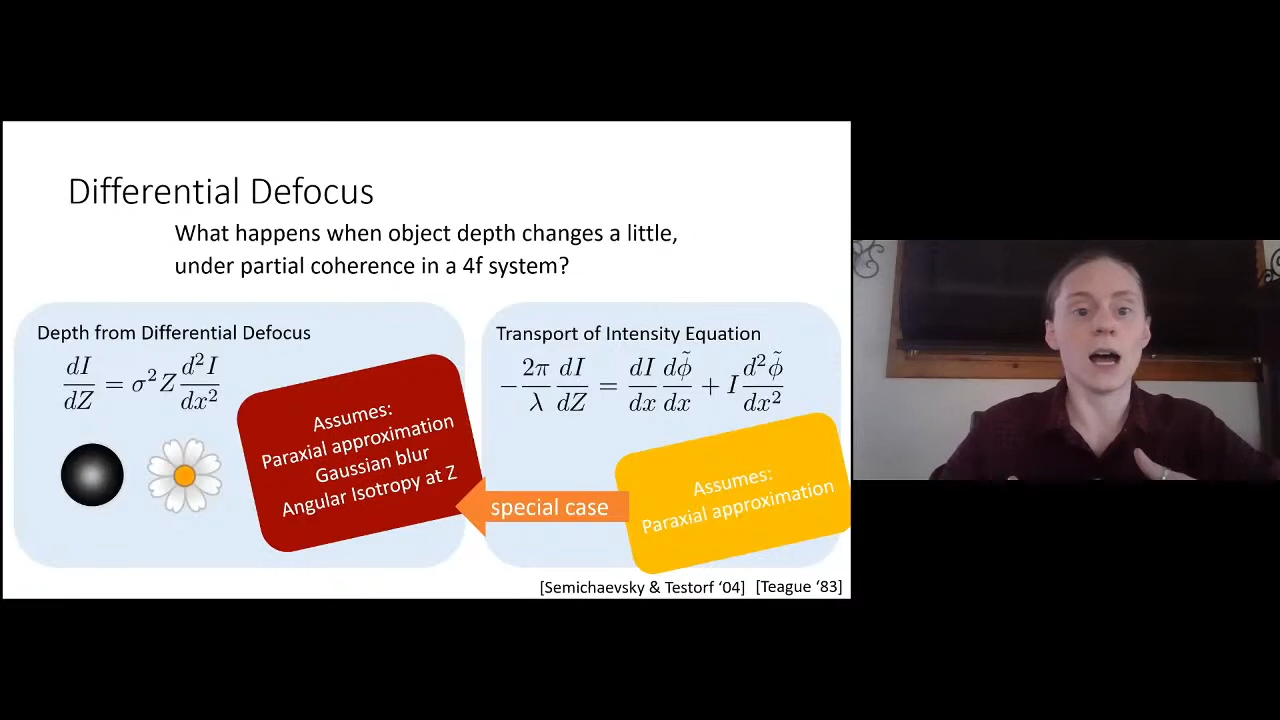 Differential Defocus
What happens when object depth changes a little,
under partial coherence in a 4f system?
Depth from Differential Defocus
dI/dZ = σ²Z d²I/dx²
Assumes:
Paraxial approximation
Gaussian blur
Angular Isotropy at Z
special case
Transport of Intensity Equation
−2π/λ dI/dZ = dI/dx dφ̃/dx + I d²φ̃/dx²
Assumes:
Paraxial approximation
[Semichaevsky & Testorf ‘04] [Teague ‘83]